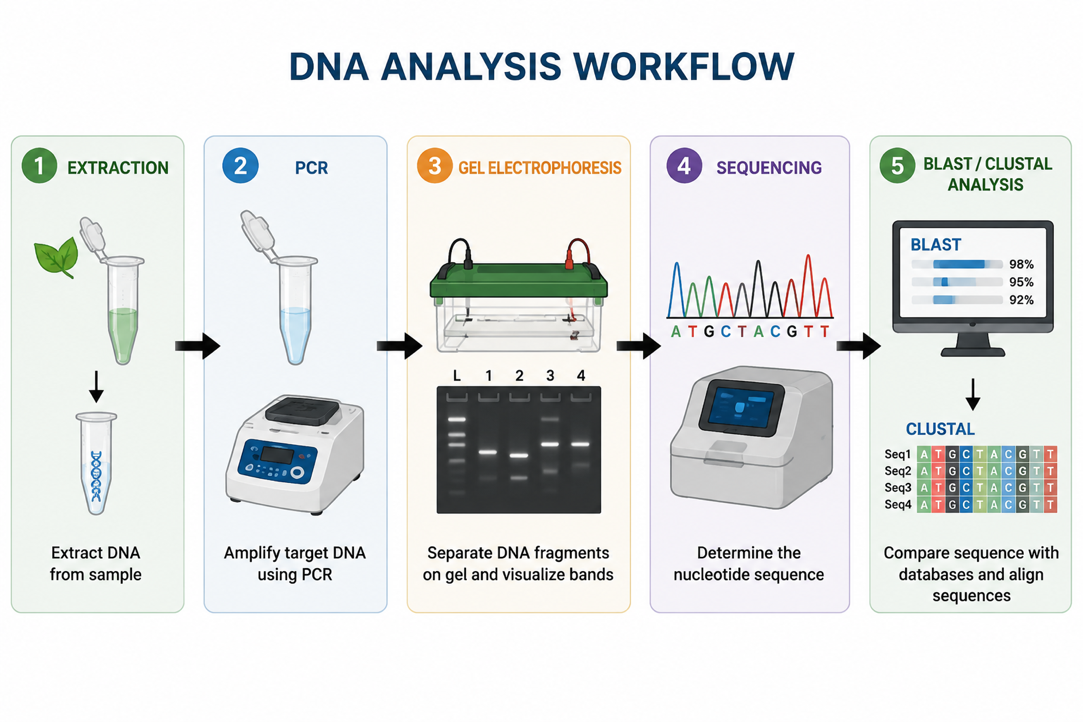 DNA ANALYSIS WORKFLOW
1 EXTRACTION
Extract DNA
from sample
2 PCR
Amplify target DNA
using PCR
3 GEL ELECTROPHORESIS
L 1 2 3 4
Separate DNA fragments
on gel and visualize bands
4 SEQUENCING
A T G C T A C G T T
Determine the
nucleotide sequence
5 BLAST / CLUSTAL
ANALYSIS
BLAST
98%
95%
92%
CLUSTAL
Seq1 A T G C T A C G T T
Seq2 A T G C T A C G T T
Seq3 A T G C T A C G T T
Seq4 A T G C T A C G T T
Compare sequence with
databases and align
sequences